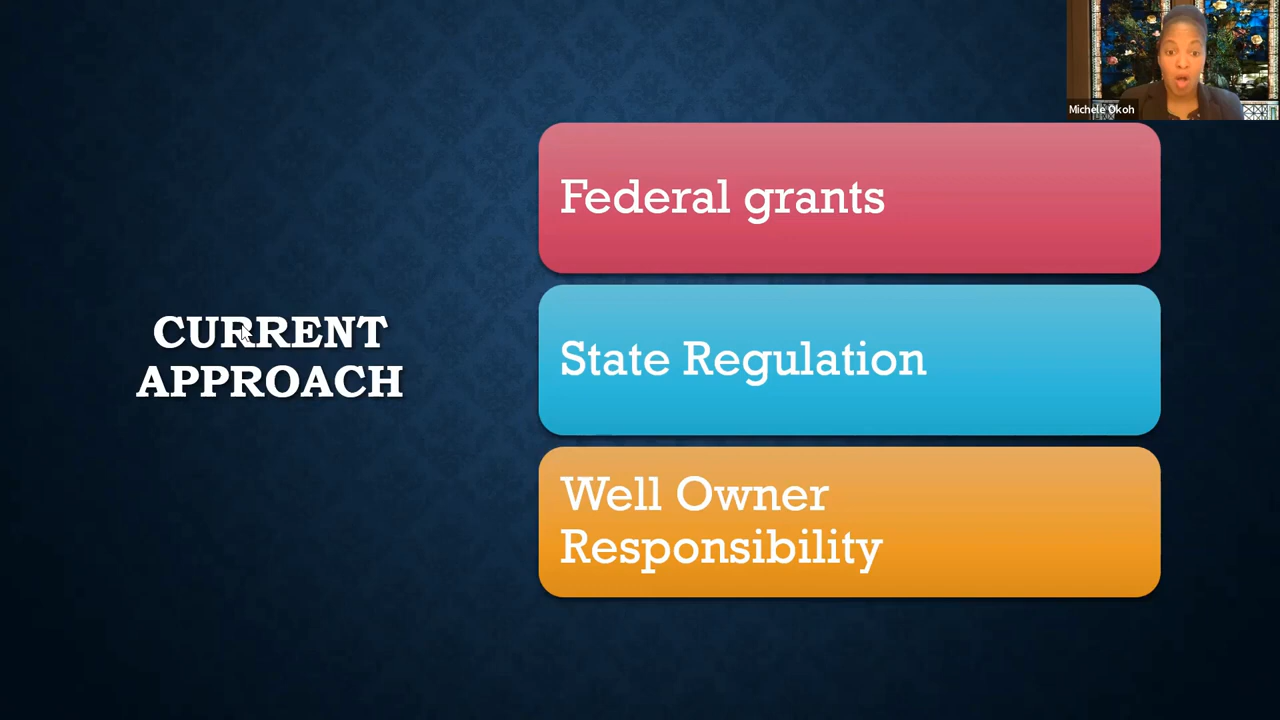 Michele Okoh
CURRENT
APPROACH
Federal grants
State Regulation
Well Owner
Responsibility